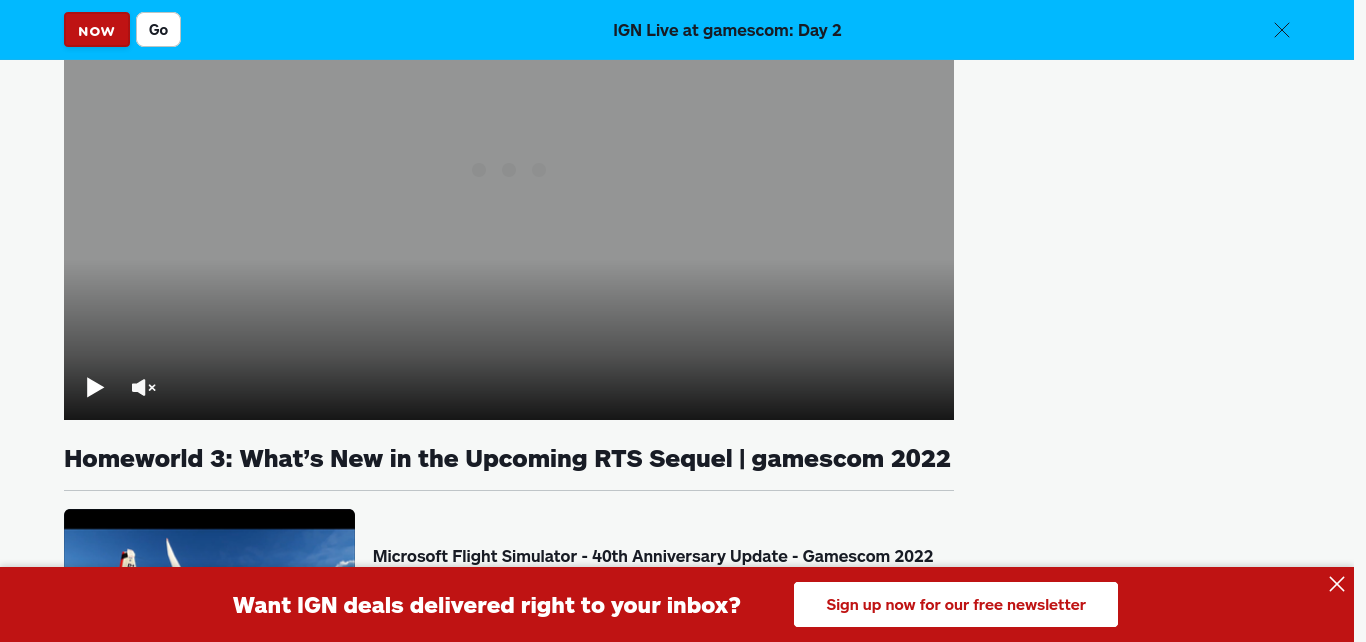 NOW
Go
IGN Live at gamescom: Day 2
Homeworld 3: What’s New in the Upcoming RTS Sequel | gamescom 2022
Microsoft Flight Simulator - 40th Anniversary Update - Gamescom 2022
Want IGN deals delivered right to your inbox?
Sign up now for our free newsletter